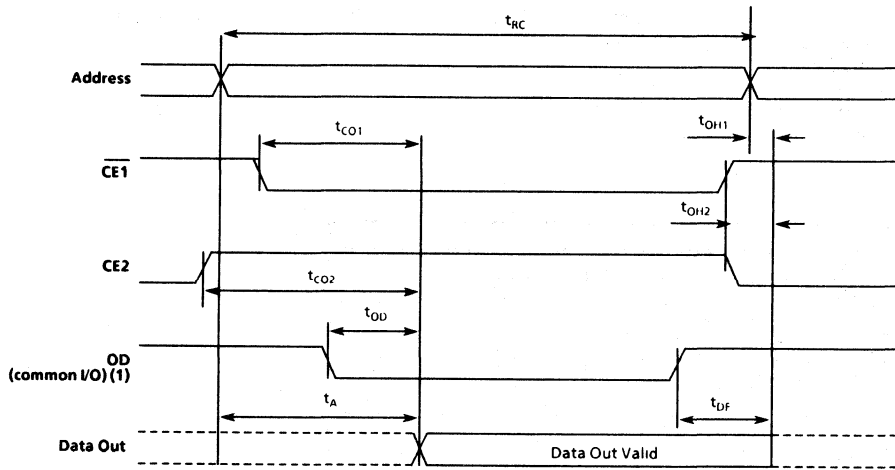 tRC
Address
tOH1
tCO1
CE1
tOH2
CE2
tCO2
tOD
OD
(common I/O) (1)
tA
tDF
Data Out
Data Out Valid